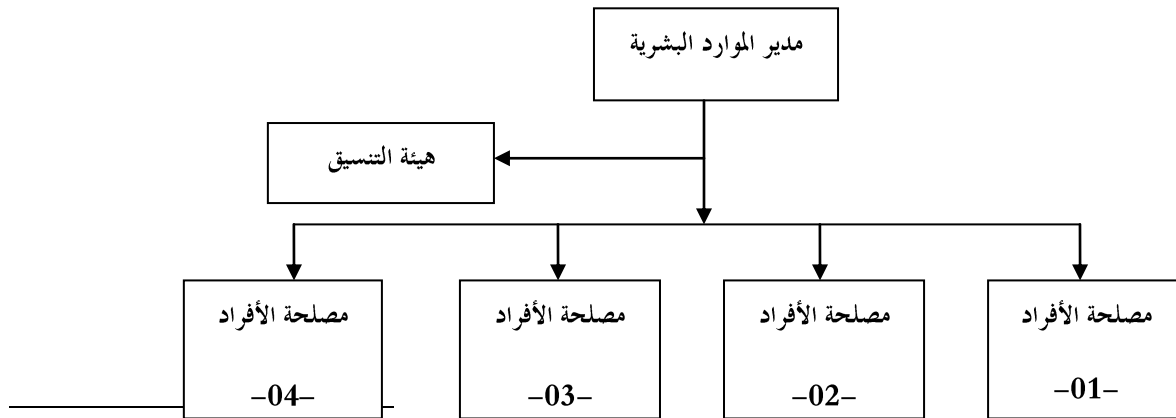 مدير الموارد البشرية
هيئة التنسيق
مصلحة الأفراد
-01-
مصلحة الأفراد
-02-
مصلحة الأفراد
-03-
مصلحة الأفراد
-04-